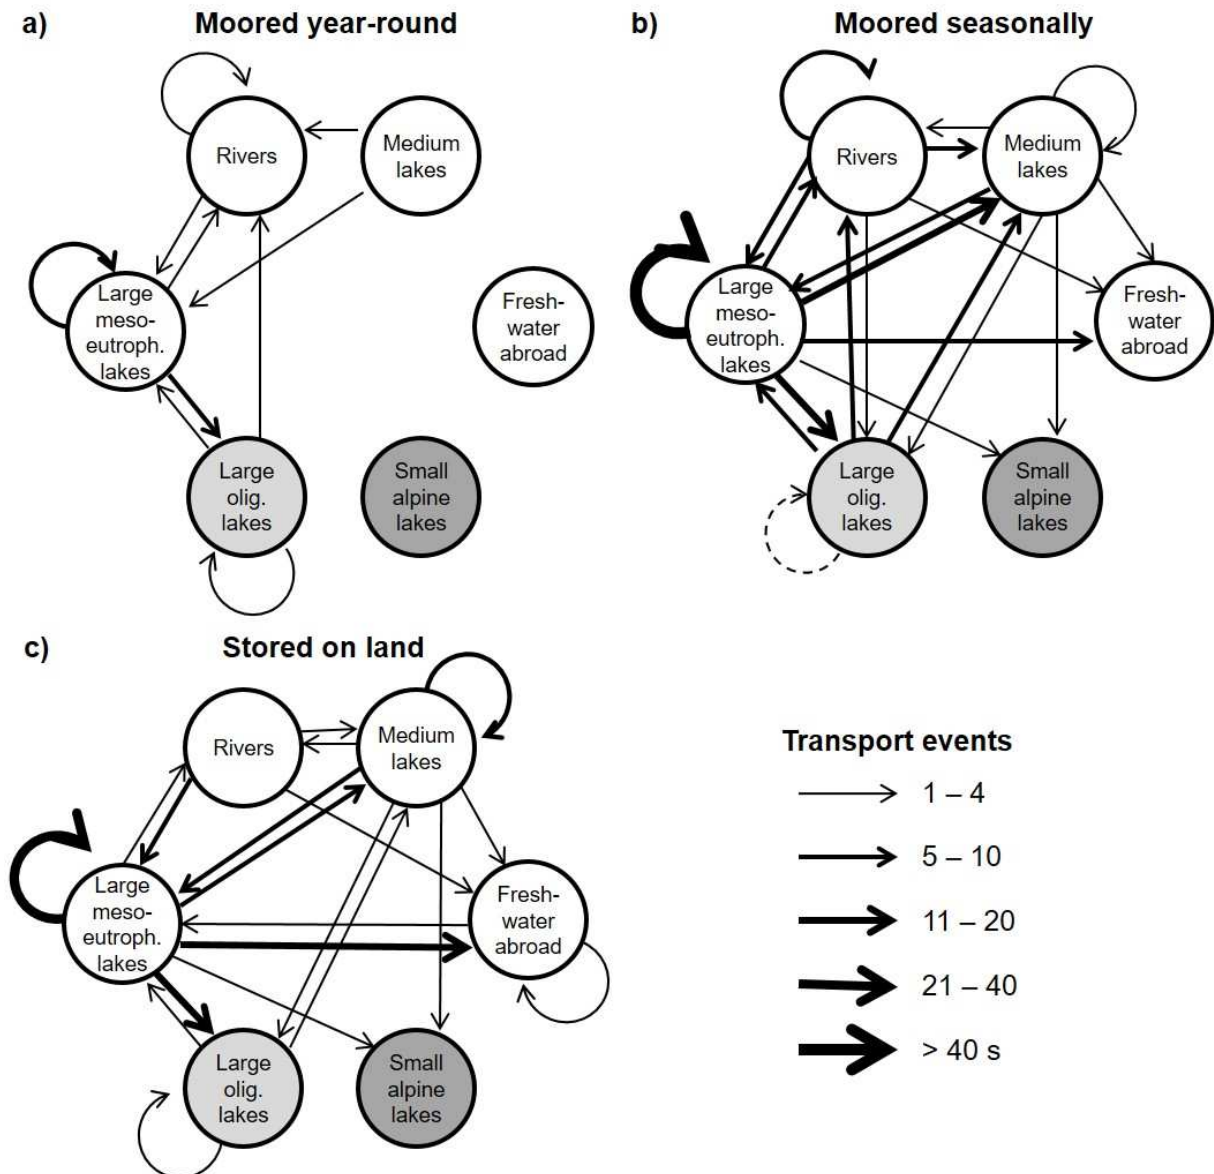 a) Moored year-round
Rivers
Medium
lakes
Large
meso-
eutroph.
lakes
Fresh-
water
abroad
Large
olig.
lakes
Small
alpine
lakes
b) Moored seasonally
Rivers
Medium
lakes
Large
meso-
eutroph.
lakes
Fresh-
water
abroad
Large
olig.
lakes
Small
alpine
lakes
c) Stored on land
Rivers
Medium
lakes
Large
meso-
eutroph.
lakes
Fresh-
water
abroad
Large
olig.
lakes
Small
alpine
lakes
Transport events
1 – 4
5 – 10
11 – 20
21 – 40
> 40 s